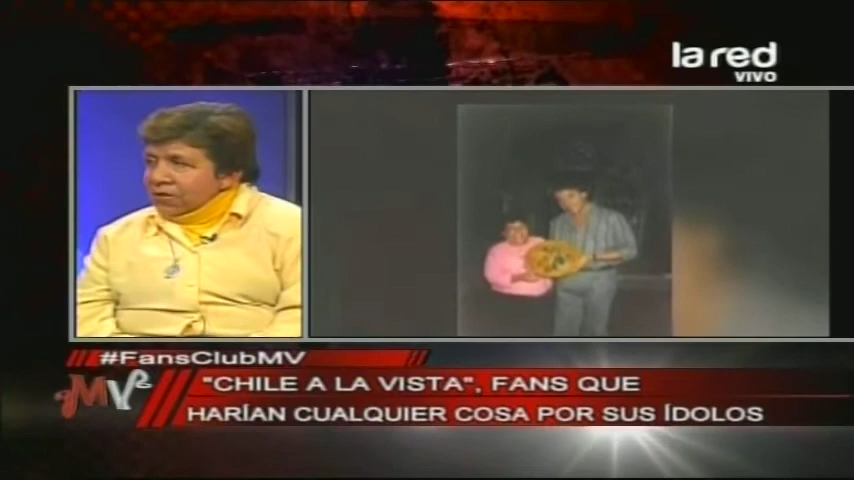 la red
VIVO
#FansClubMV
MV
"CHILE A LA VISTA", FANS QUE
HARÍAN CUALQUIER COSA POR SUS ÍDOLOS